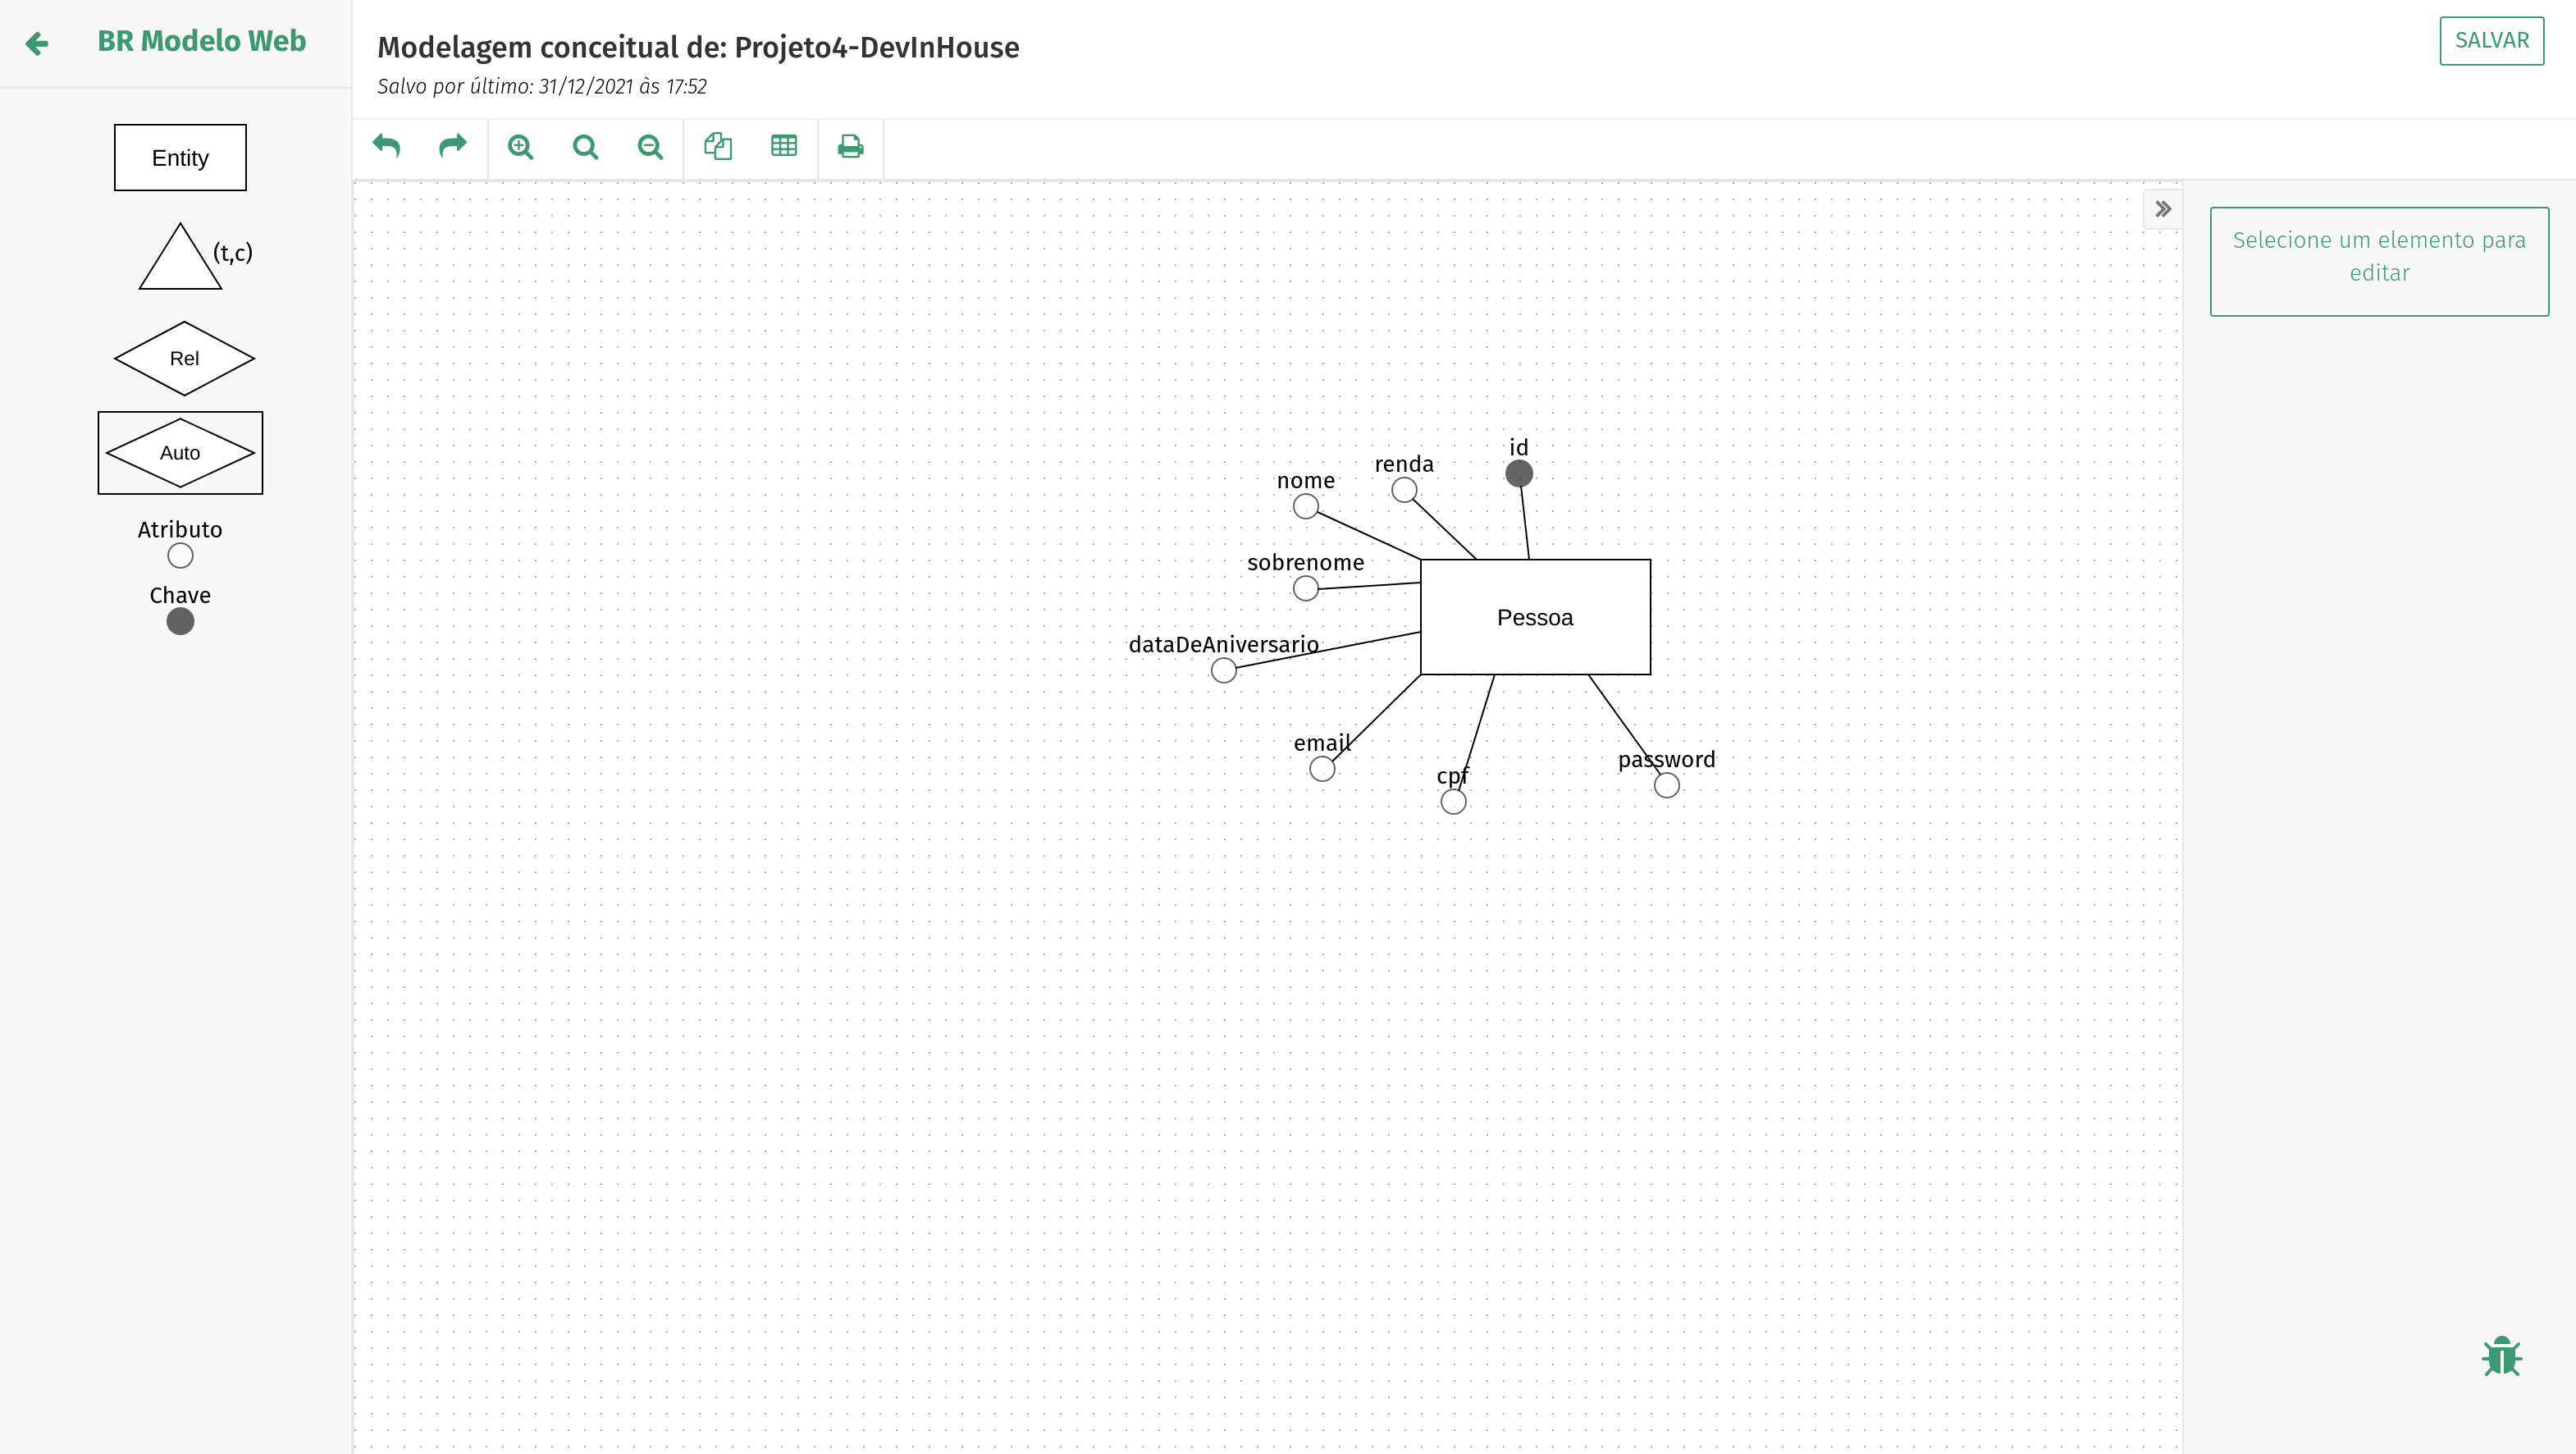 BR Modelo Web
Modelagem conceitual de: Projeto4-DevInHouse
Salvo por último: 31/12/2021 às 17:52
SALVAR
Entity
(t,c)
Rel
Auto
Atributo
Chave
id
renda
nome
sobrenome
Pessoa
dataDeAniversario
email
password
cpf
Selecione um elemento para
editar